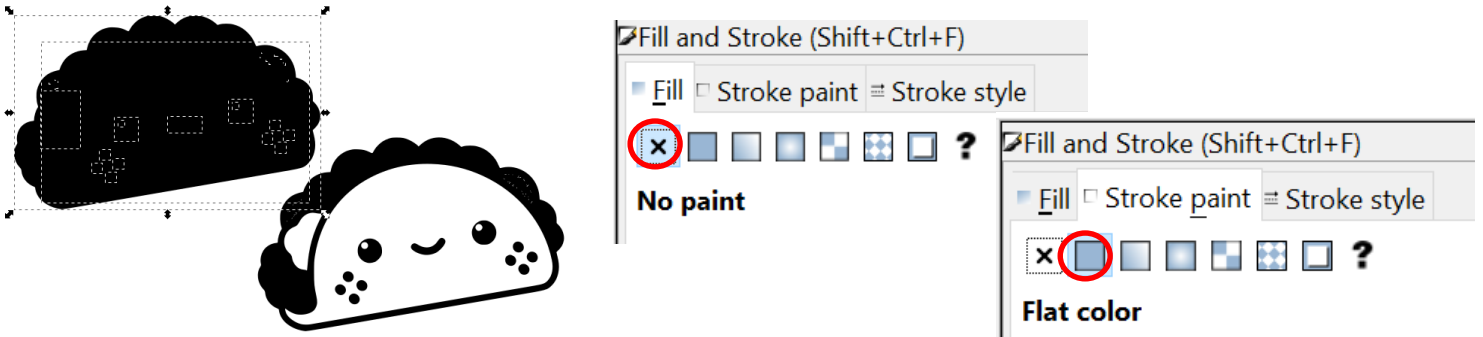 Fill and Stroke (Shift+Ctrl+F)
Fill Stroke paint Stroke style
?
No paint
Fill and Stroke (Shift+Ctrl+F)
Fill Stroke paint Stroke style
?
Flat color